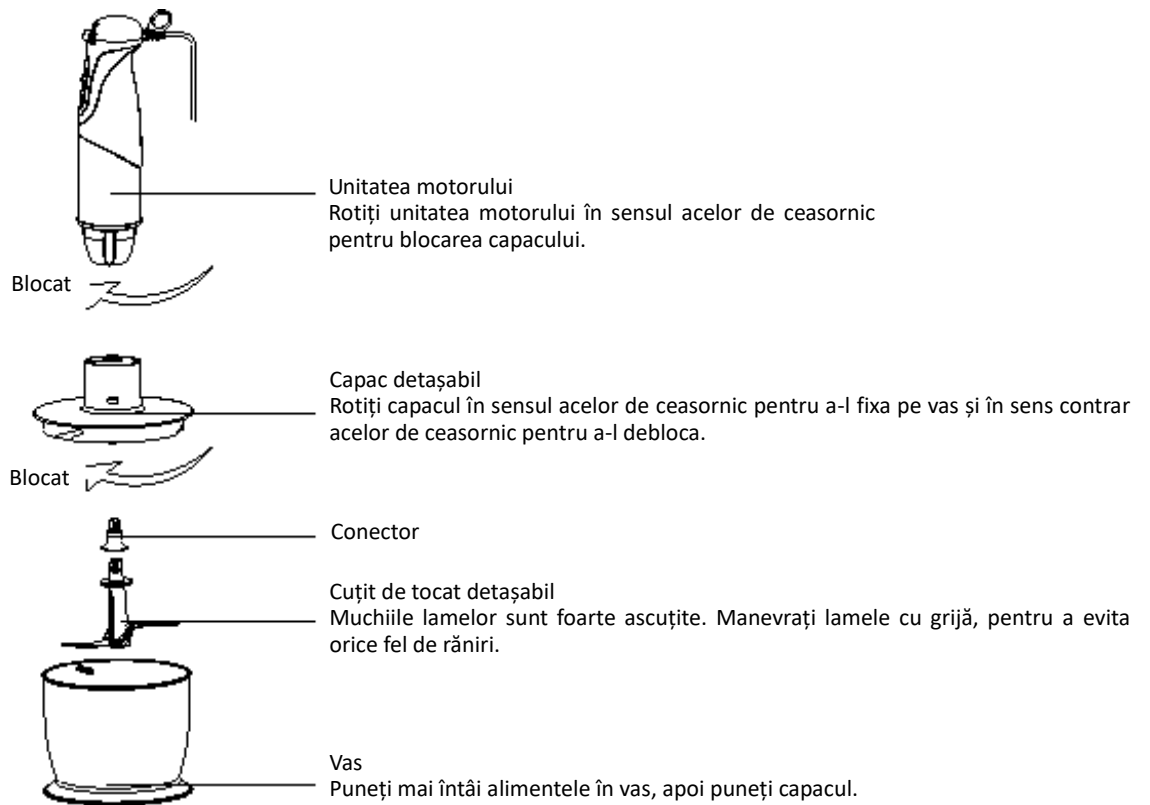 Unitatea motorului
Rotiți unitatea motorului în sensul acelor de ceasornic
pentru blocarea capacului.
Blocat
Capac detașabil
Rotiți capacul în sensul acelor de ceasornic pentru a-l fixa pe vas și în sens contrar
acelor de ceasornic pentru a-l debloca.
Blocat
Conector
Cuțit de tocat detașabil
Muchiile lamelor sunt foarte ascuțite. Manevrați lamele cu grijă, pentru a evita
orice fel de răniri.
Vas
Puneți mai întâi alimentele în vas, apoi puneți capacul.